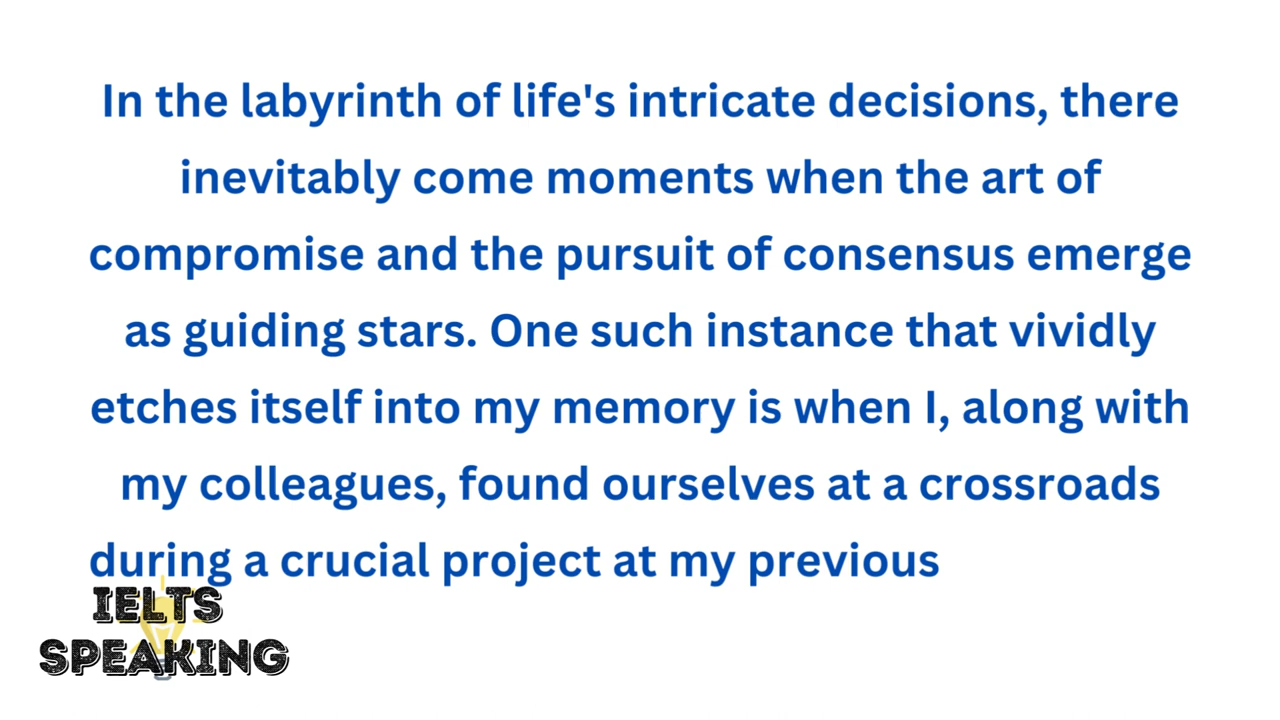 In the labyrinth of life's intricate decisions, there
inevitably come moments when the art of
compromise and the pursuit of consensus emerge
as guiding stars. One such instance that vividly
etches itself into my memory is when I, along with
my colleagues, found ourselves at a crossroads
during a crucial project at my previous
IELTS
SPEAKING